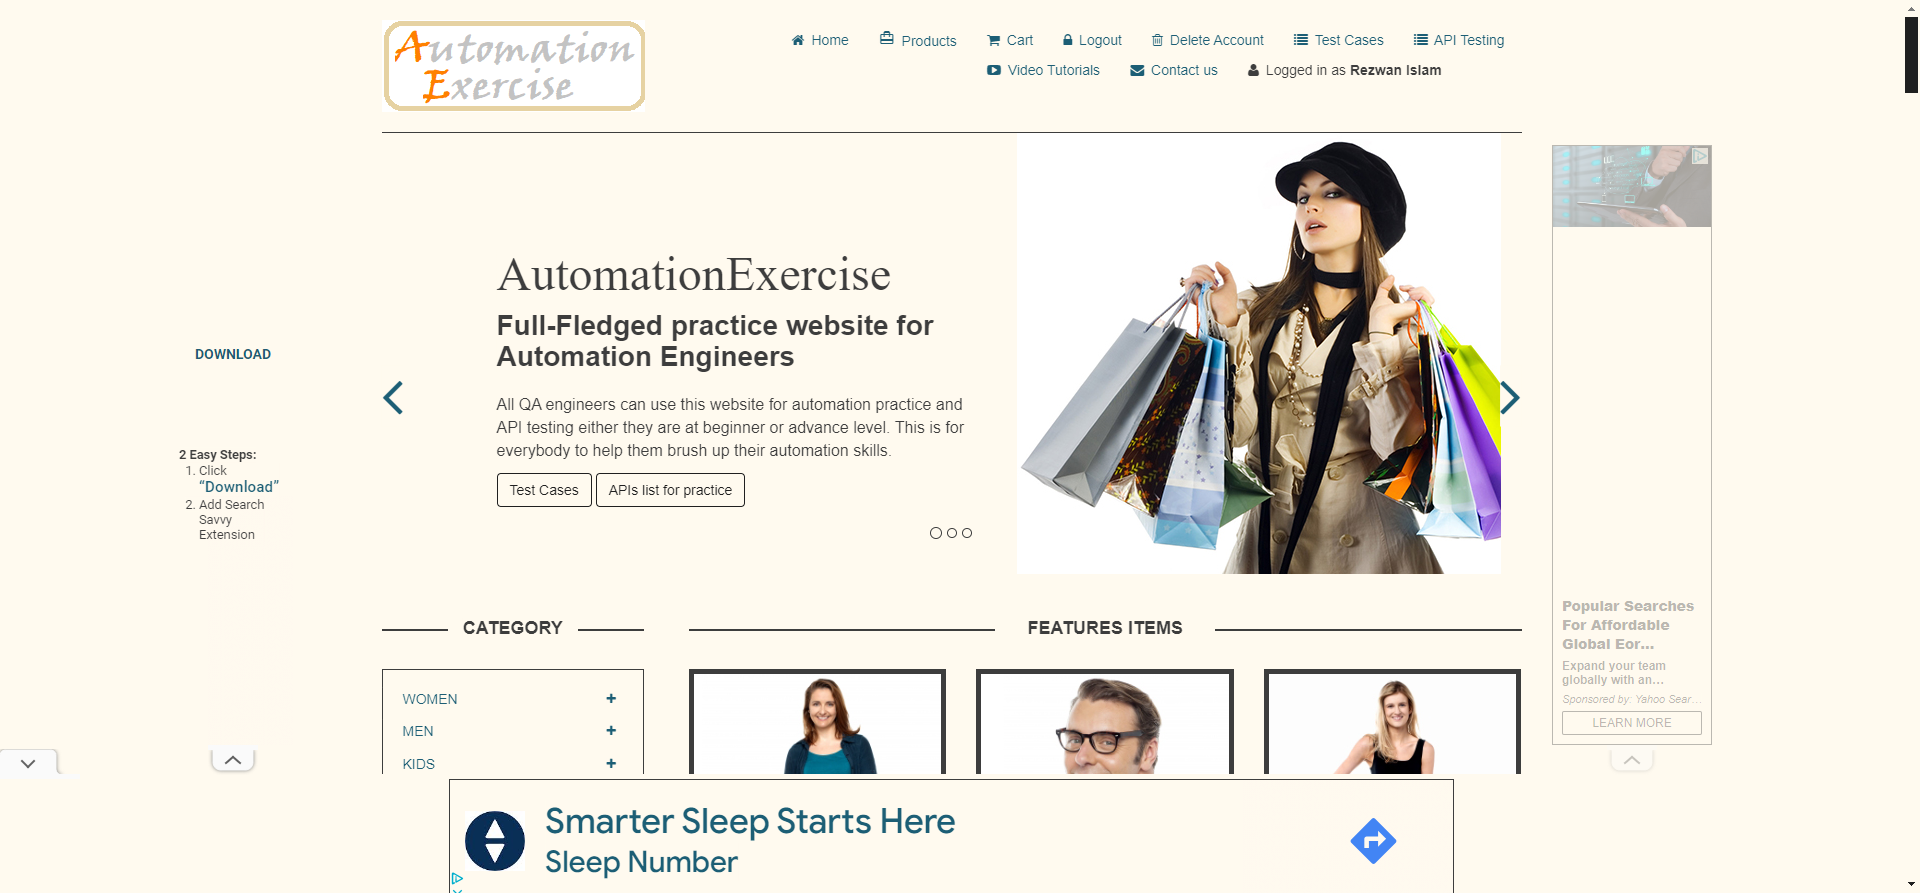 Automation
Exercise
Home
Products
Cart
Logout
Delete Account
Test Cases
API Testing
Video Tutorials
Contact us
Logged in as Rezwan Islam
DOWNLOAD
2 Easy Steps:
1. Click
“Download”
2. Add Search
Savvy
Extension
AutomationExercise
Full-Fledged practice website for
Automation Engineers
All QA engineers can use this website for automation practice and
API testing either they are at beginner or advance level. This is for
everybody to help them brush up their automation skills.
Test Cases
APIs list for practice
Popular Searches
For Affordable
Global Eor...
Expand your team
globally with an...
Sponsored by: Yahoo Sear...
LEARN MORE
CATEGORY
WOMEN
MEN
KIDS
FEATURES ITEMS
Smarter Sleep Starts Here
Sleep Number